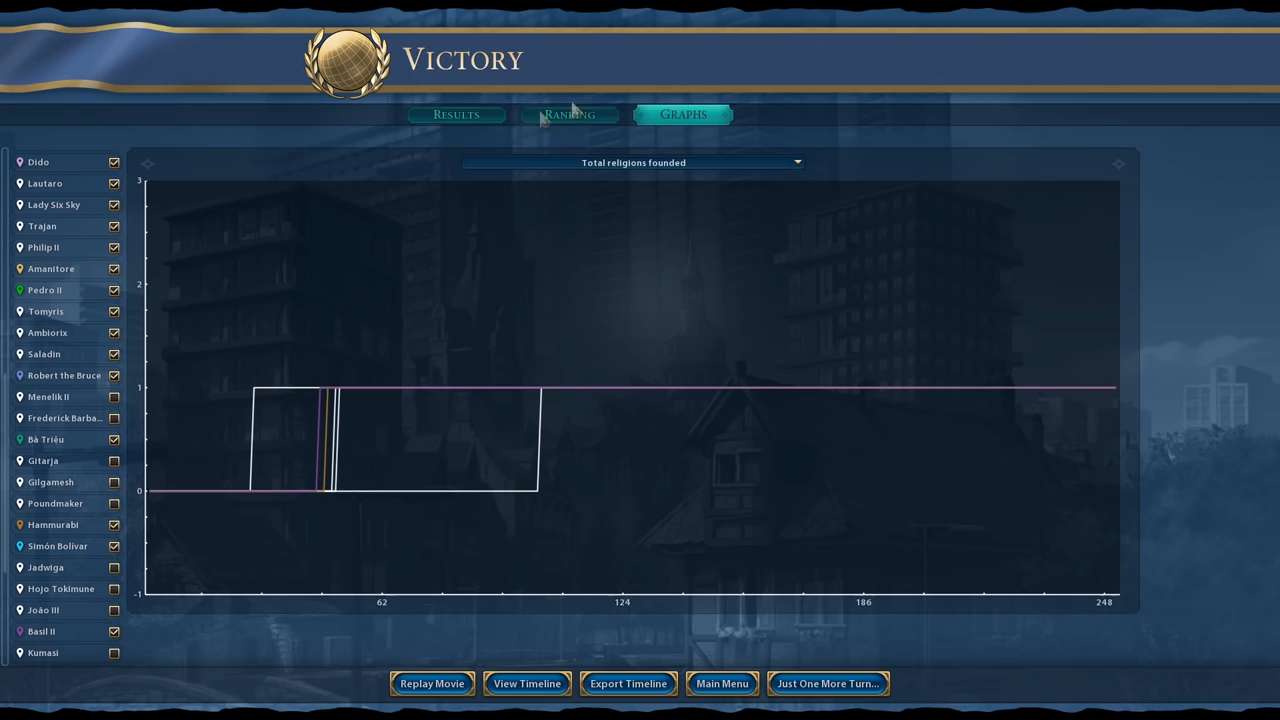 VICTORY
RESULTS
RANKING
GRAPHS
Total religions founded
Dido
Lautaro
Lady Six Sky
Trajan
Philip II
Amanitore
Pedro II
Tomyris
Ambiorix
Saladin
Robert the Bruce
Menelik II
Frederick Barba...
Bà Triệu
Gitarja
Gilgamesh
Poundmaker
Hammurabi
Simón Bolívar
Jadwiga
Hojo Tokimune
João III
Basil II
Kumasi
3
2
1
0
-1
62
124
186
248
Replay Movie
View Timeline
Export Timeline
Main Menu
Just One More Turn...